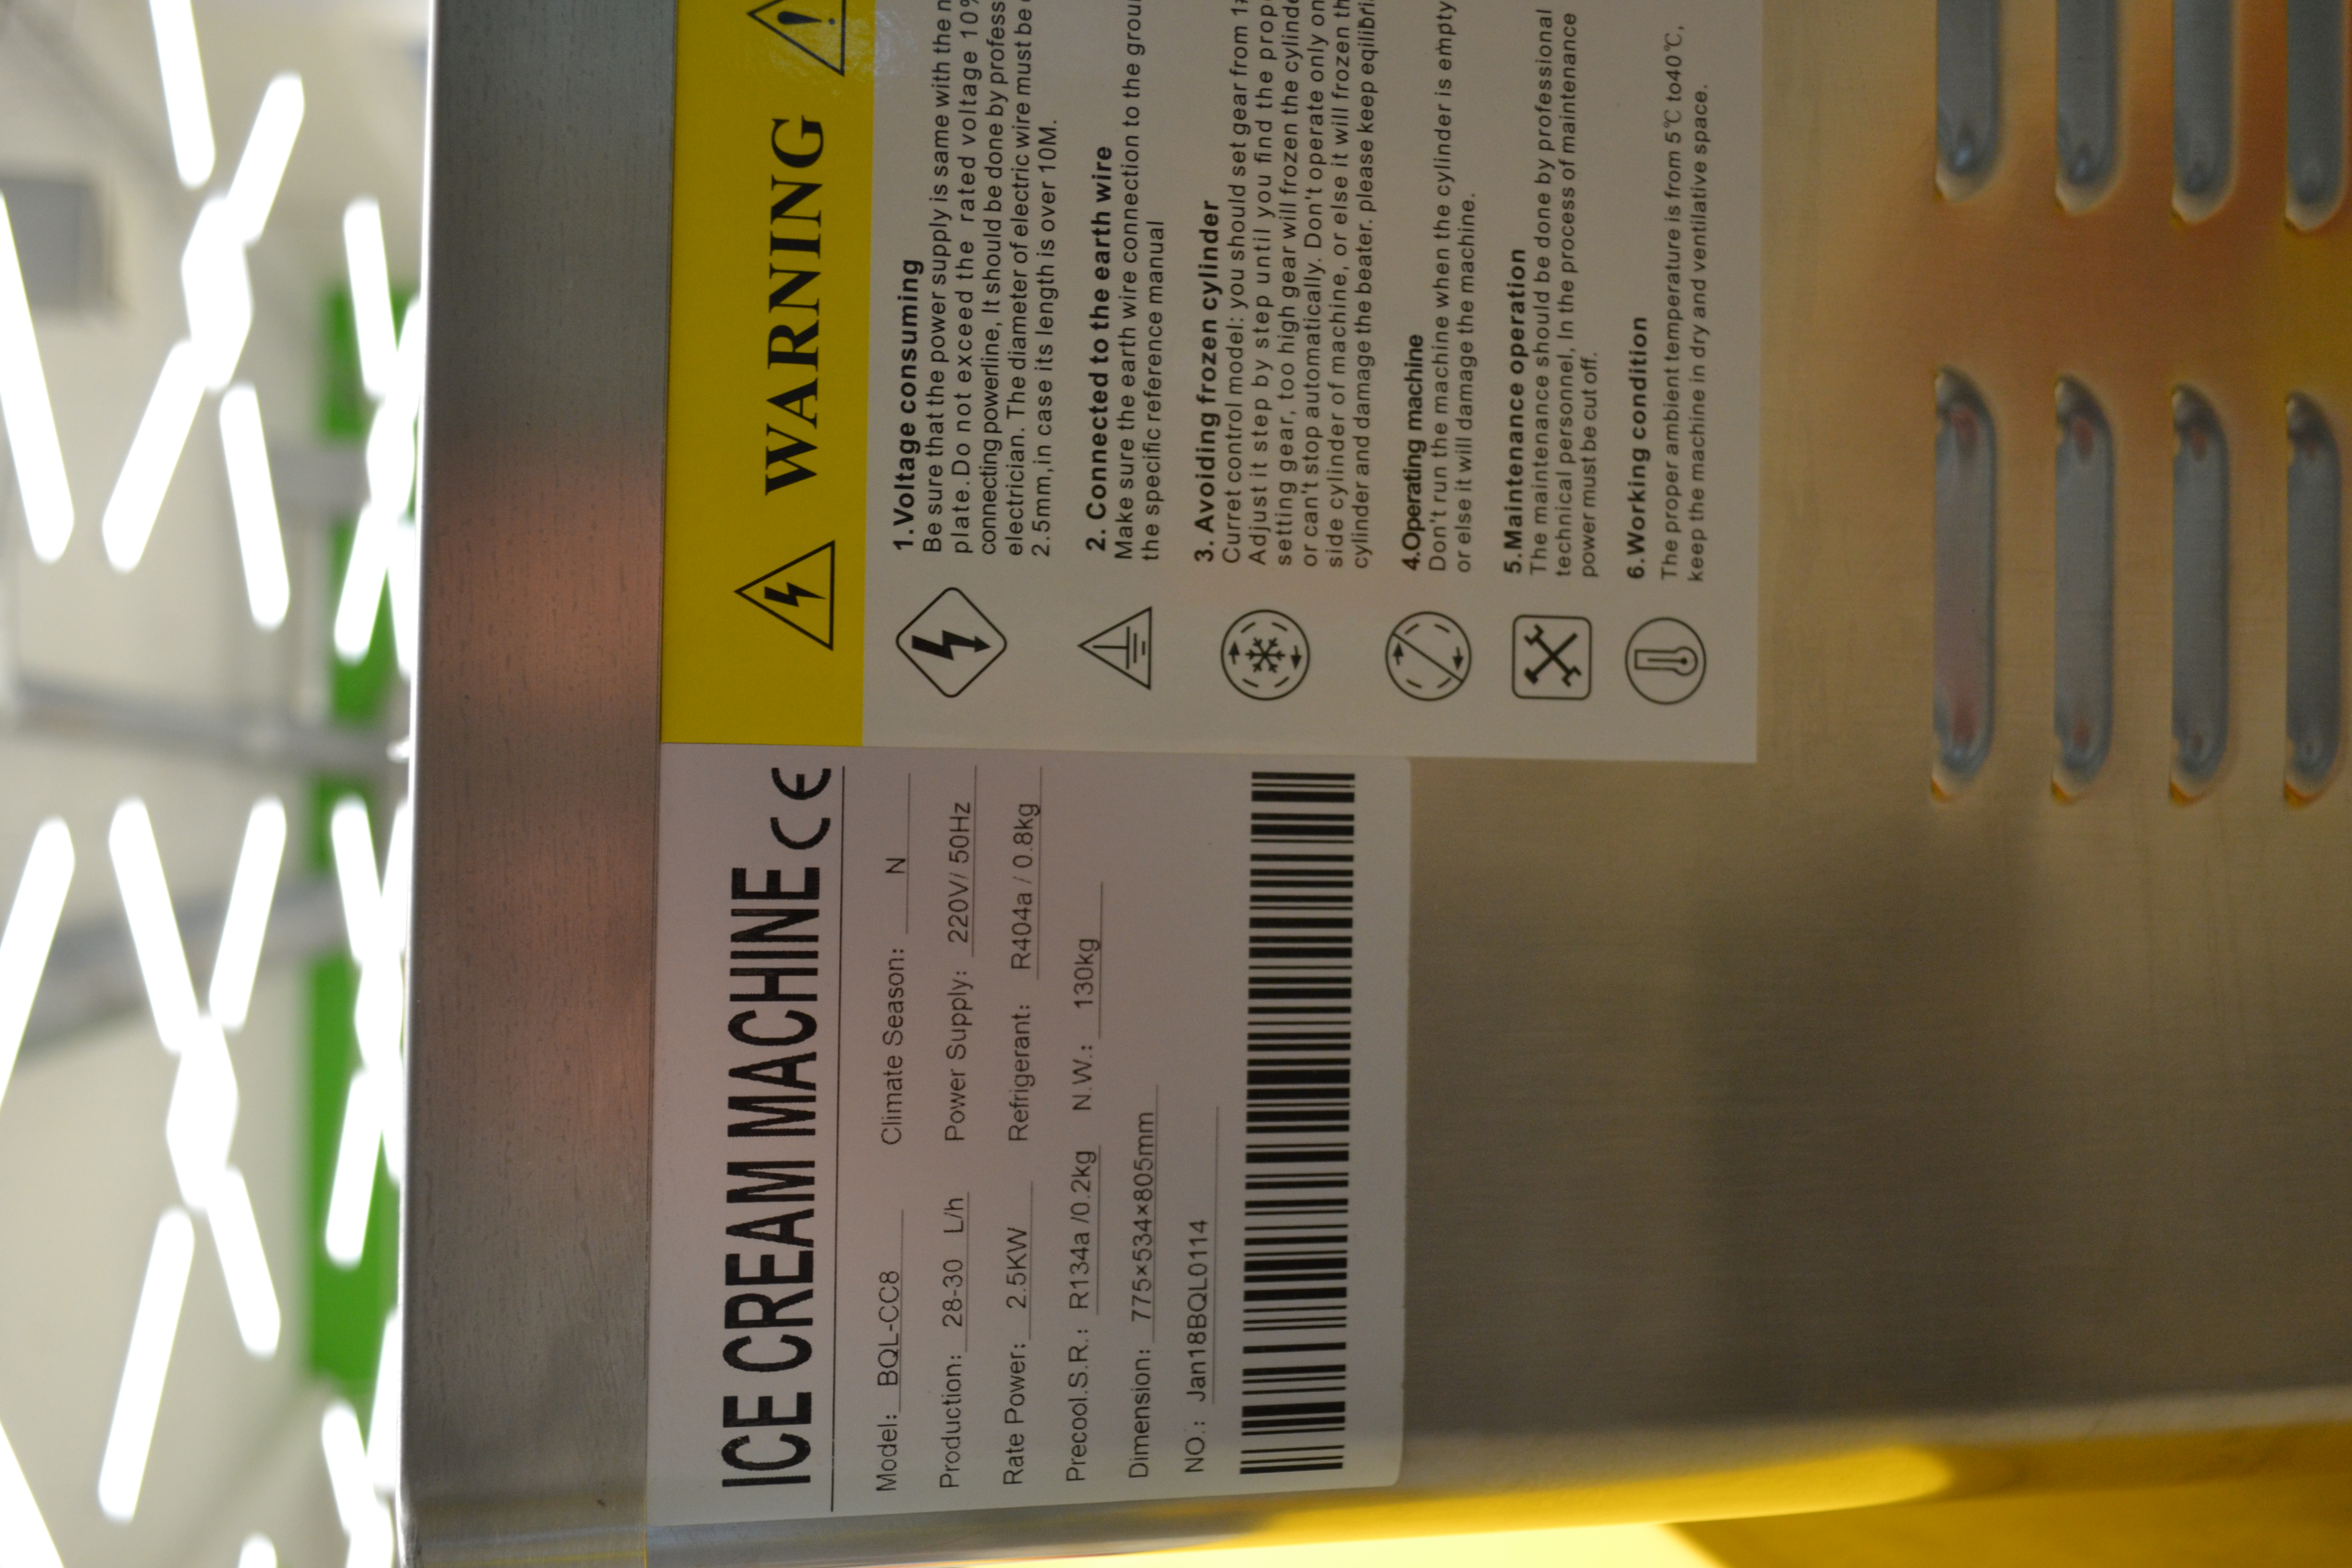 ICE CREAM MACHINE CE
Model: BQL-CC8 Climate Season: N
Production: 28-30 L/h Power Supply: 220V/ 50Hz
Rate Power: 2.5KW Refrigerant: R404a / 0.8kg
Precool.S.R.: R134a /0.2kg N.W.: 130kg
Dimension: 775×534×805mm
NO.: Jan18BQL0114
WARNING
1.Voltage consuming
Be sure that the power supply is same with the
plate. Do not exceed the rated voltage 10%
connecting powerline, It should be done by
electrician. The diameter of electric wire must be
2.5mm,in case its length is over 10M.
2. Connected to the earth wire
Make sure the earth wire connection to the
the specific reference manual
3. Avoiding frozen cylinder
Curret control model: you should set gear from
Adjust it step by step until you find the
setting gear, too high gear will frozen the
or can't stop automatically. Don't operate only
side cylinder of machine, or else it will frozen
cylinder and damage the beater, please keep
4.Operating machine
Don't run the machine when the cylinder is empty
or else it will damage the machine.
5.Maintenance operation
The maintenance should be done by professional
technical personnel, In the process of maintenance
power must be cut off.
6.Working condition
The proper ambient temperature is from 5℃ to40℃,
keep the machine in dry and ventilative space.